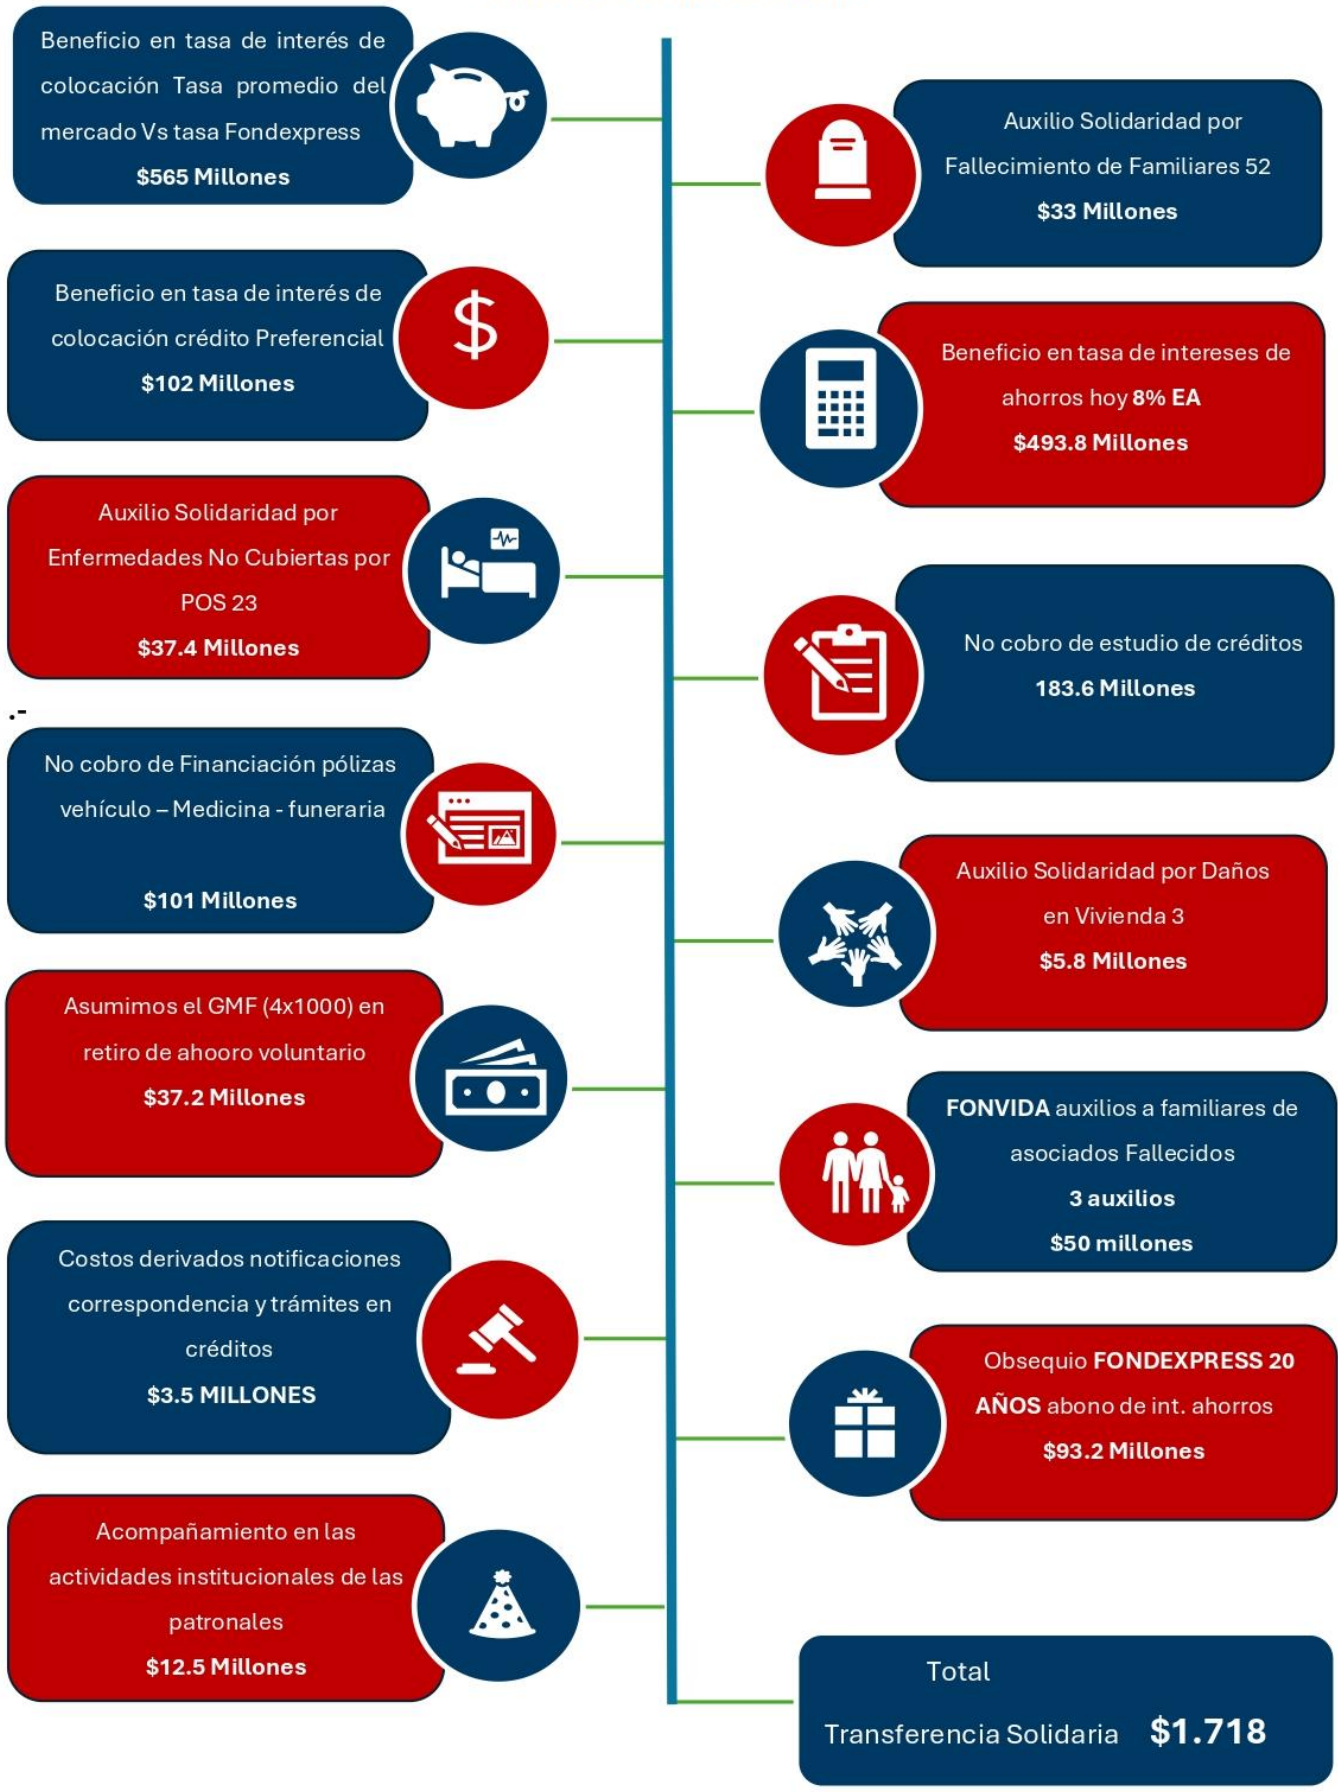 Beneficio en tasa de interés de
colocación Tasa promedio del
mercado Vs tasa Fondexpress
$565 Millones
Auxilio Solidaridad por
Fallecimiento de Familiares 52
$33 Millones
Beneficio en tasa de interés de
colocación crédito Preferencial
$102 Millones
Beneficio en tasa de intereses de
ahorros hoy 8% EA
$493.8 Millones
Auxilio Solidaridad por
Enfermedades No Cubiertas por
POS 23
$37.4 Millones
No cobro de estudio de créditos
183.6 Millones
.-
No cobro de Financiación pólizas
vehículo – Medicina - funeraria
$101 Millones
Auxilio Solidaridad por Daños
en Vivienda 3
$5.8 Millones
Asumimos el GMF (4x1000) en
retiro de ahooro voluntario
$37.2 Millones
FONVIDA auxilios a familiares de
asociados Fallecidos
3 auxilios
$50 millones
Costos derivados notificaciones
correspondencia y trámites en
créditos
$3.5 MILLONES
Obsequio FONDEXPRESS 20
AÑOS abono de int. ahorros
$93.2 Millones
Acompañamiento en las
actividades institucionales de las
patronales
$12.5 Millones
Total
Transferencia Solidaria $1.718